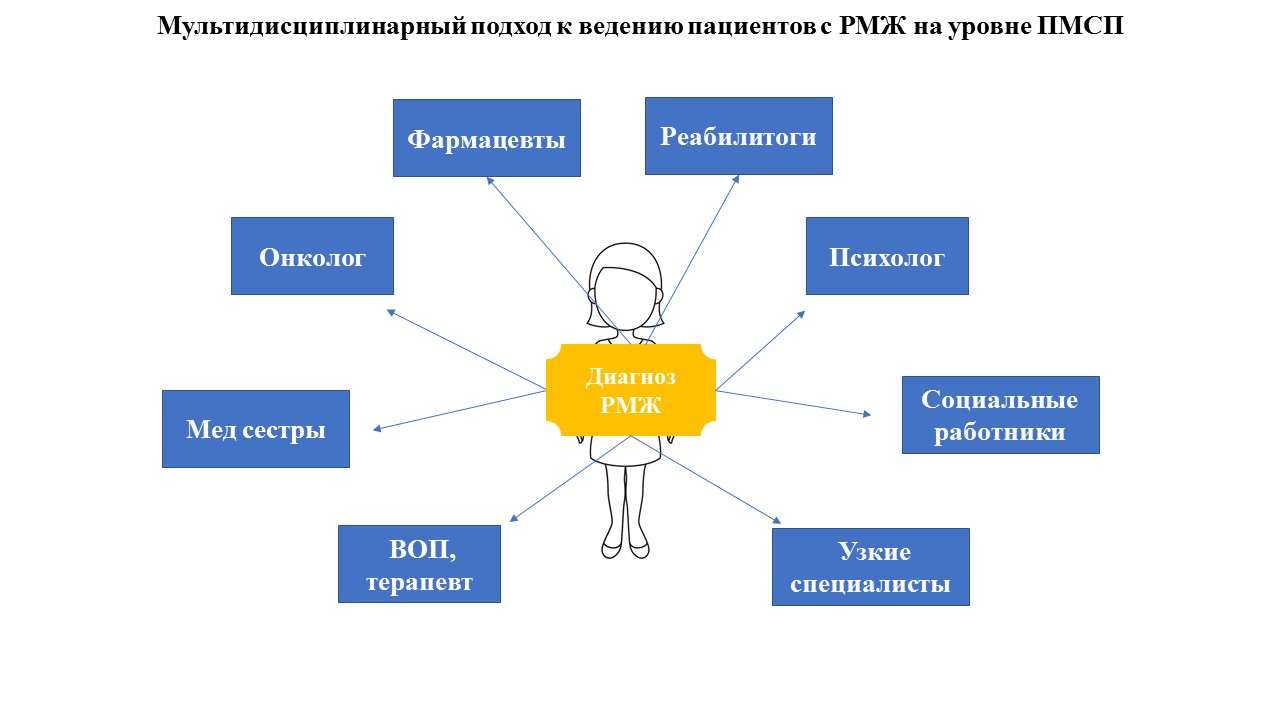 Мультидисциплинарный подход к ведению пациентов с РМЖ на уровне ПМСП
Фармацевты
Реабилитоги
Онколог
Психолог
Диагноз
РМЖ
Социальные
работники
Мед сестры
ВОП,
терапевт
Узкие
специалисты